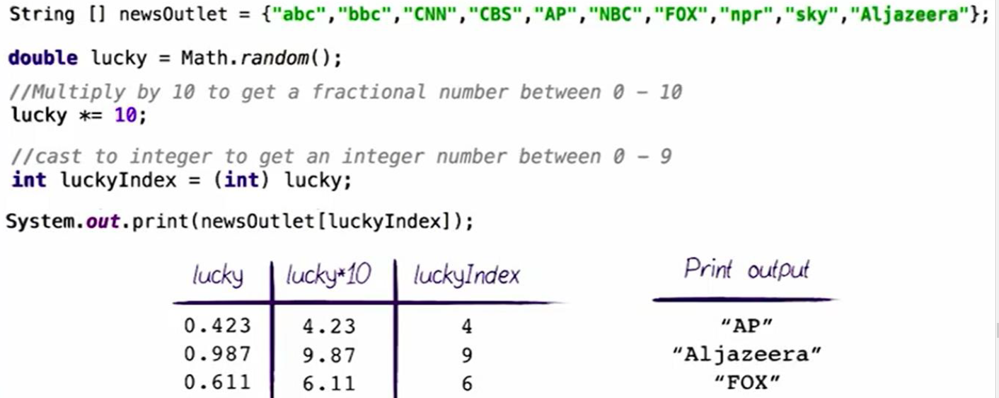 String [] newsOutlet = {"abc","bbc","CNN","CBS","AP","NBC","FOX","npr","sky","Aljazeera"};
double lucky = Math.random();
//Multiply by 10 to get a fractional number between 0 - 10
lucky *= 10;
//cast to integer to get an integer number between 0 - 9
int luckyIndex = (int) lucky;
System.out.print(newsOutlet[luckyIndex]);
lucky lucky*10 luckyIndex Print output
0.423 4.23 4 “AP”
0.987 9.87 9 “Aljazeera”
0.611 6.11 6 “FOX”